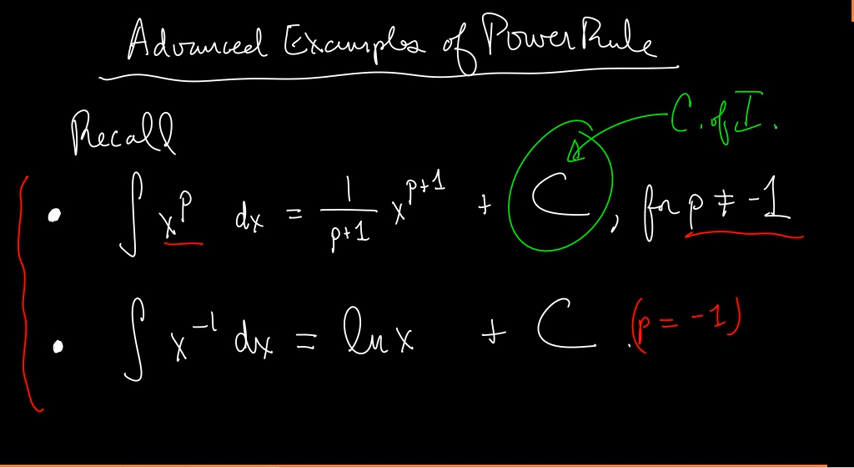 Advanced Examples of Power Rule
Recall
C. of I.
• ∫ x^p dx = 1/(p+1) x^(p+1) + C, for p ≠ -1
• ∫ x^-1 dx = ln x + C. (p = -1)